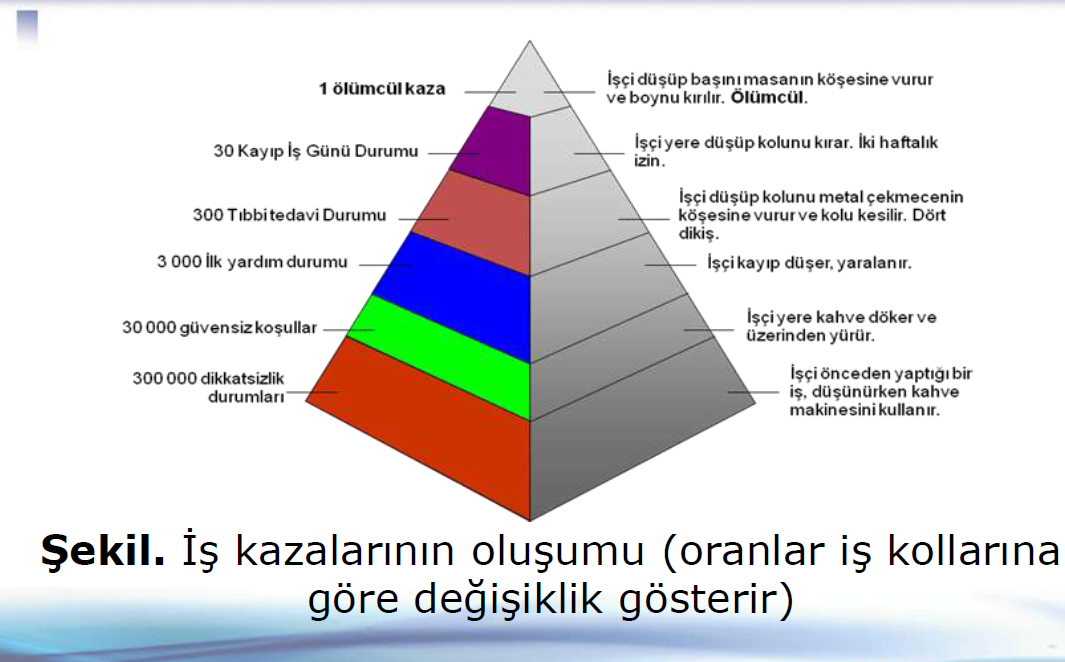 1 ölümcül kaza
İşçi düşüp başını masanın köşesine vurur
ve boynu kırılır. Ölümcül.
30 Kayıp İş Günü Durumu
İşçi yere düşüp kolunu kırar. İki haftalık
izin.
300 Tıbbi tedavi Durumu
İşçi düşüp kolunu metal çekmecenin
köşesine vurur ve kolu kesilir. Dört
dikiş.
3 000 İlk yardım durumu
İşçi kayıp düşer, yaralanır.
30 000 güvensiz koşullar
İşçi yere kahve döker ve
üzerinden yürür.
300 000 dikkatsizlik
durumları
İşçi önceden yaptığı bir
iş, düşünürken kahve
makinesini kullanır.
Şekil. İş kazalarının oluşumu (oranlar iş kollarına
göre değişiklik gösterir)